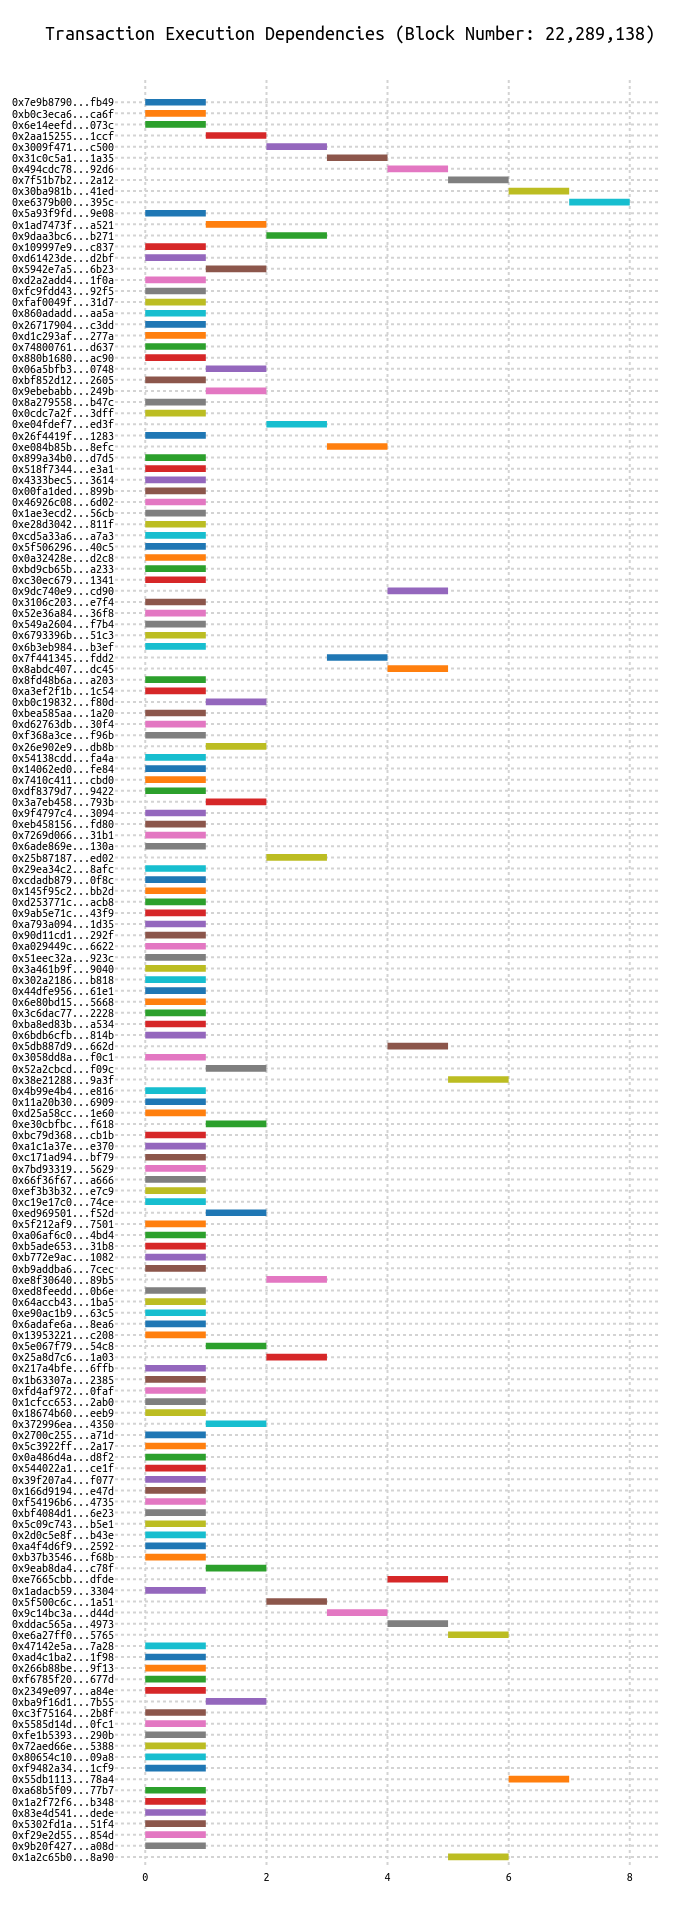 Transaction Execution Dependencies (Block Number: 22,289,138)
0x7e9b8790...fb49
0xb0c3eca6...ca6f
0x6e14eefd...073c
0x2aa15255...1ccf
0x3009f471...c500
0x31c0c5a1...1a35
0x494cdc78...92d6
0x7f51b7b2...2a12
0x30ba981b...41ed
0xe6379b00...395c
0x5a93f9fd...9e08
0x1ad7473f...a521
0x9daa3bc6...b271
0x109997e9...c837
0xd61423de...d2bf
0x5942e7a5...6b23
0xd2a2add4...1f0a
0xfc9fdd43...92f5
0xfaf0049f...31d7
0x860adadd...aa5a
0x26717904...c3dd
0xd1c293af...277a
0x74800761...d637
0x880b1680...ac90
0x06a5bfb3...0748
0xbf852d12...2605
0x9ebebabb...249b
0x8a279558...b47c
0x0cdc7a2f...3dff
0xe04fdef7...ed3f
0x26f4419f...1283
0xe084b85b...8efc
0x899a34b0...d7d5
0x518f7344...e3a1
0x4333bec5...3614
0x00fa1ded...899b
0x46926c08...6d02
0x1ae3ecd2...56cb
0xe28d3042...811f
0xcd5a33a6...a7a3
0x5f506296...40c5
0x0a32428e...d2c8
0xbd9cb65b...a233
0xc30ec679...1341
0x9dc740e9...cd90
0x3106c203...e7f4
0x52e36a84...36f8
0x549a2604...f7b4
0x6793396b...51c3
0x6b3eb984...b3ef
0x7f441345...fdd2
0x8abdc407...dc45
0x8fd48b6a...a203
0xa3ef2f1b...1c54
0xb0c19832...f80d
0xbea585aa...1a20
0xd62763db...30f4
0xf368a3ce...f96b
0x26e902e9...db8b
0x54138cdd...fa4a
0x14062ed0...fe84
0x7410c411...cbd0
0xdf8379d7...9422
0x3a7eb458...793b
0x9f4797c4...3094
0xeb458156...fd80
0x7269d066...31b1
0x6ade869e...130a
0x25b87187...ed02
0x29ea34c2...8afc
0xcdadb879...0f8c
0x145f95c2...bb2d
0xd253771c...acb8
0x9ab5e71c...43f9
0xa793a094...1d35
0x90d11cd1...292f
0xa029449c...6622
0x51eec32a...923c
0x3a461b9f...9040
0x302a2186...b818
0x44dfe956...61e1
0x6e80bd15...5668
0x3c6dac77...2228
0xba8ed83b...a534
0x6bdb6cfb...814b
0x5db887d9...662d
0x3058dd8a...f0c1
0x52a2cbcd...f09c
0x38e21288...9a3f
0x4b99e4b4...e816
0x11a20b30...6909
0xd25a58cc...1e60
0xe30cbfbc...f618
0xbc79d368...cb1b
0xa1c1a37e...e370
0xc171ad94...bf79
0x7bd93319...5629
0x66f36f67...a666
0xef3b3b32...e7c9
0xc19e17c0...74ce
0xed969501...f52d
0x5f212af9...7501
0xa06af6c0...4bd4
0xb5ade653...31b8
0xb772e9ac...1082
0xb9addba6...7cec
0xe8f30640...89b5
0xed8feedd...0b6e
0x64accb43...1ba5
0xe90ac1b9...63c5
0x6adafe6a...8ea6
0x13953221...c208
0x5e067f79...54c8
0x25a8d7c6...1a03
0x217a4bfe...6ffb
0x1b63307a...2385
0xfd4af972...0faf
0x1cfcc653...2ab0
0x18674b60...eeb9
0x372996ea...4350
0x2700c255...a71d
0x5c3922ff...2a17
0x0a486d4a...d8f2
0x544022a1...ce1f
0x39f207a4...f077
0x166d9194...e47d
0xf54196b6...4735
0xbf4084d1...6e23
0x5c09c743...b5e1
0x2d0c5e8f...b43e
0xa4f4d6f9...2592
0xb37b3546...f68b
0x9eab8da4...c78f
0xe7665cbb...dfde
0x1adacb59...3304
0x5f500c6c...1a51
0x9c14bc3a...d44d
0xddac565a...4973
0xe6a27ff0...5765
0x47142e5a...7a28
0xad4c1ba2...1f98
0x266b88be...9f13
0xf6785f20...677d
0x2349e097...a84e
0xba9f16d1...7b55
0xc3f75164...2b8f
0x5585d14d...0fc1
0xfe1b5393...290b
0x72aed66e...5388
0x80654c10...09a8
0xf9482a34...1cf9
0x55db1113...78a4
0xa68b5f09...77b7
0x1a2f72f6...b348
0x83e4d541...dede
0x5302fd1a...51f4
0xf29e2d55...854d
0x9b20f427...a08d
0x1a2c65b0...8a90
0 2 4 6 8